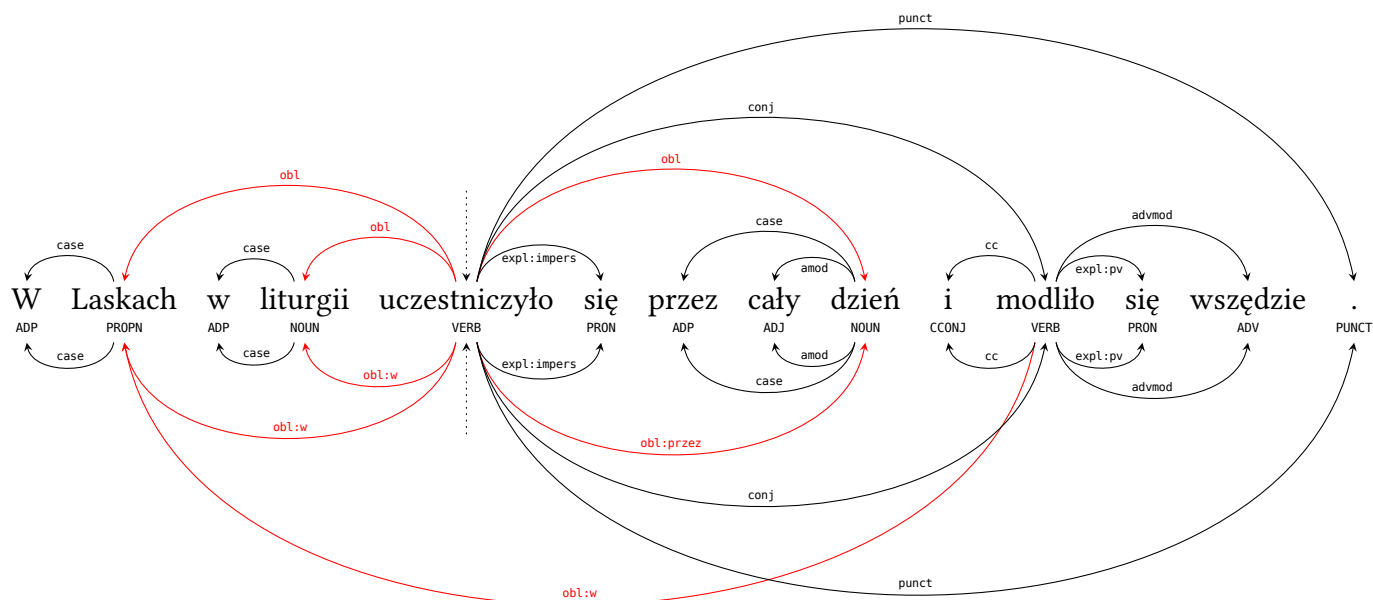 punct
conj
obl
obl
advmod
case
obl
case
case
cc
expl:impers
amod
expl:pv
W Laskach w liturgii uczestniczyło się przez cały dzień i modliło się wszędzie .
ADP PROPN ADP NOUN VERB PRON ADP ADJ NOUN CCONJ VERB PRON ADV PUNCT
case case expl:impers amod cc expl:pv
obl:w case advmod
obl:w obl:przez
conj
punct
obl:w